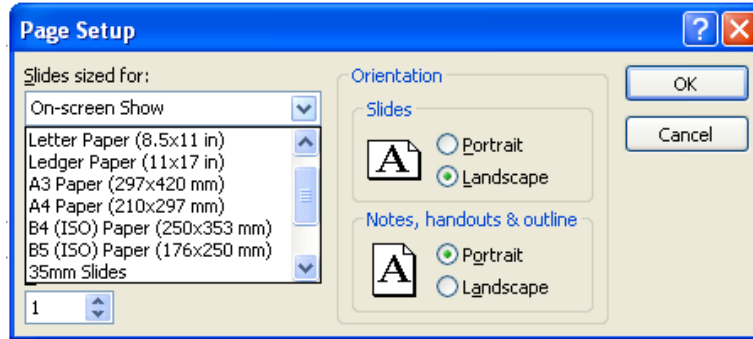 Page Setup
Slides sized for:
On-screen Show
Letter Paper (8.5x11 in)
Ledger Paper (11x17 in)
A3 Paper (297x420 mm)
A4 Paper (210x297 mm)
B4 (ISO) Paper (250x353 mm)
B5 (ISO) Paper (176x250 mm)
35mm Slides
1
Orientation
Slides
A
Portrait
Landscape
Notes, handouts & outline
A
Portrait
Landscape
OK
Cancel